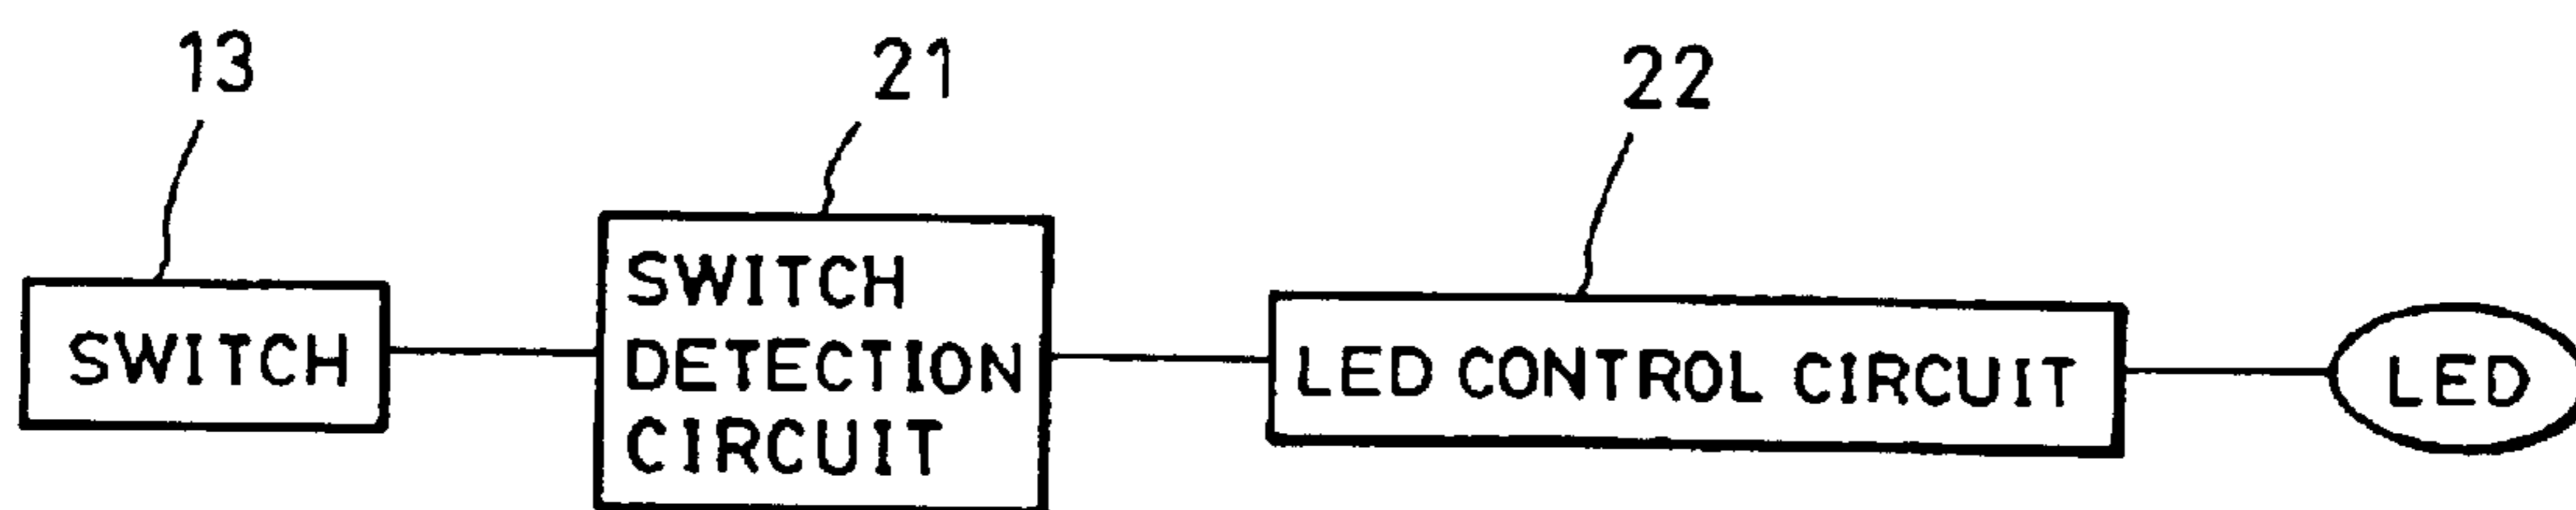 13
21
22
SWITCH
SWITCH
DETECTION
CIRCUIT
LED CONTROL CIRCUIT
LED